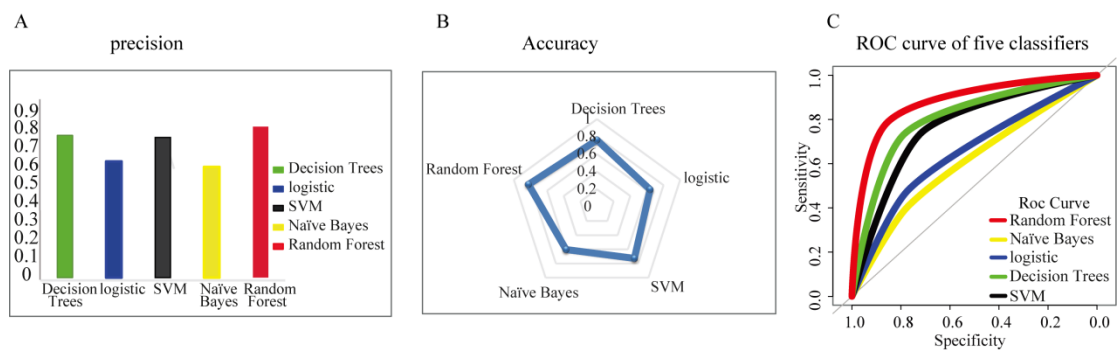 A
precision
0.9
0.8
0.7
0.6
0.5
0.4
0.3
0.2
0.1
0
Decision Trees
logistic
SVM
Naïve Bayes
Random Forest
Decision
Trees
logistic
SVM
Naïve
Bayes
Random
Forest
B
Accuracy
Decision Trees
1
0.8
0.6
0.4
0.2
0
logistic
SVM
Naïve Bayes
Random Forest
C
ROC curve of five classifiers
Sensitivity
1.0
0.8
0.6
0.4
0.2
0.0
Roc Curve
Random Forest
Naïve Bayes
logistic
Decision Trees
SVM
1.0 0.8 0.6 0.4 0.2 0.0
Specificity